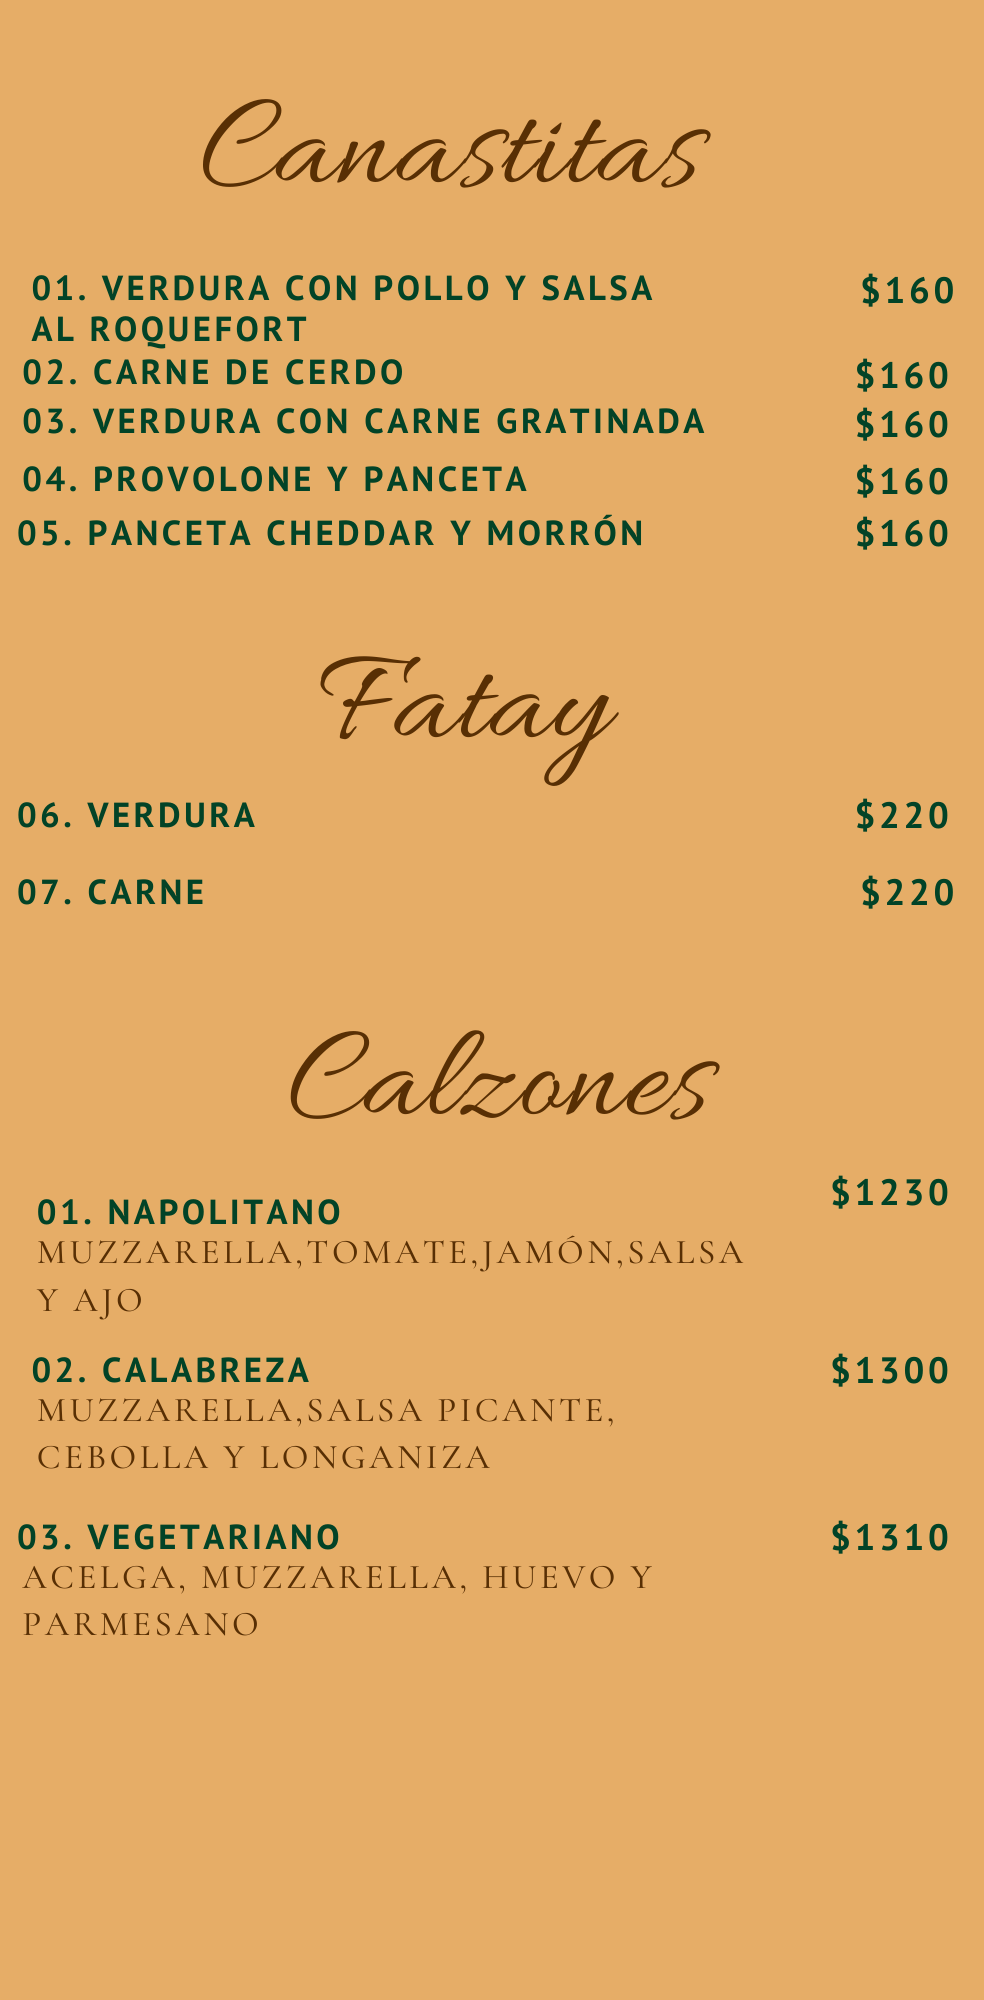 Canastitas
01. VERDURA CON POLLO Y SALSA $160
AL ROQUEFORT
02. CARNE DE CERDO $160
03. VERDURA CON CARNE GRATINADA $160
04. PROVOLONE Y PANCETA $160
05. PANCETA CHEDDAR Y MORRÓN $160
Fatay
06. VERDURA $220
07. CARNE $220
Calzones
01. NAPOLITANO $1230
MUZZARELLA,TOMATE,JAMÓN,SALSA
Y AJO
02. CALABREZA $1300
MUZZARELLA,SALSA PICANTE,
CEBOLLA Y LONGANIZA
03. VEGETARIANO $1310
ACELGA, MUZZARELLA, HUEVO Y
PARMESANO